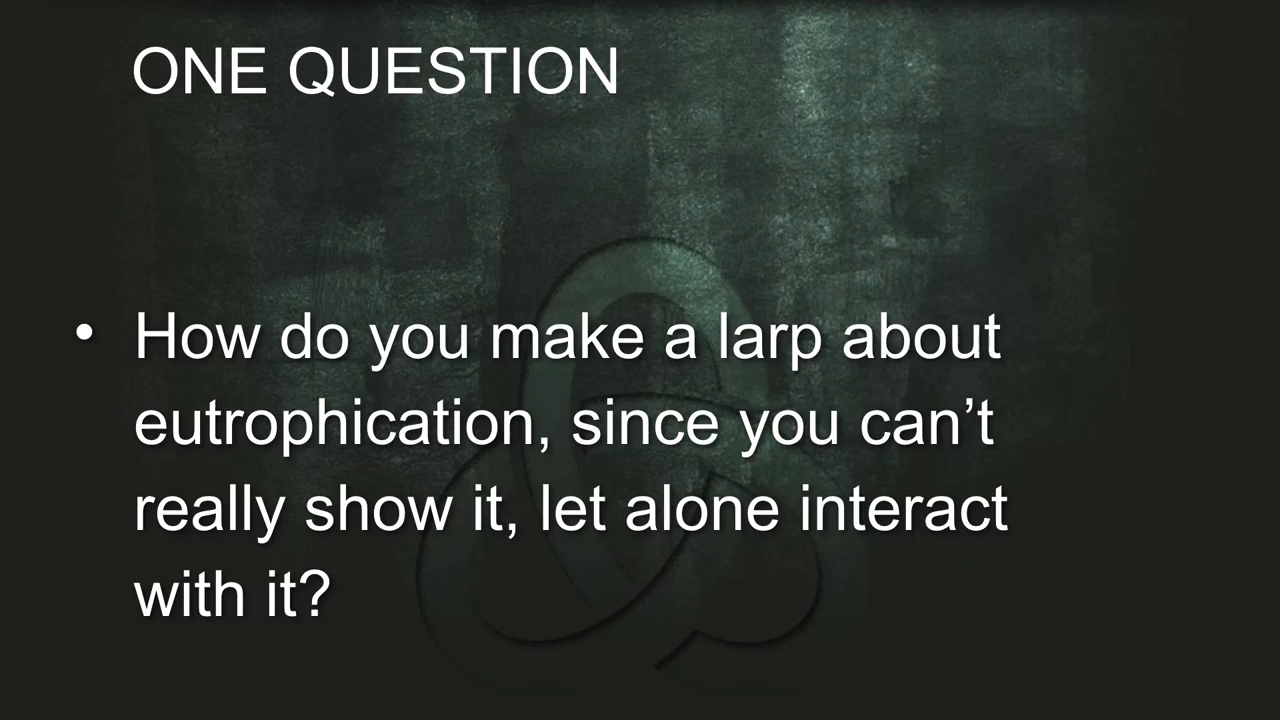 ONE QUESTION
• How do you make a larp about
eutrophication, since you can’t
really show it, let alone interact
with it?